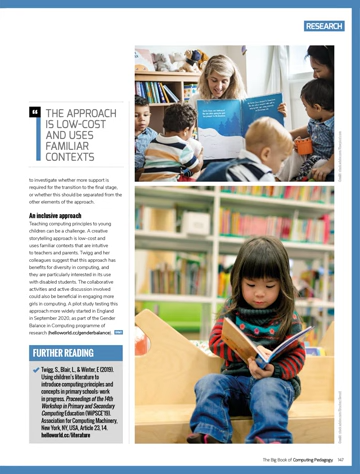 RESEARCH
“
THE APPROACH
IS LOW-COST
AND USES
FAMILIAR
CONTEXTS
to investigate whether more support is
required for the transition to the final stage,
or whether this should be separated from the
other elements of the approach.
An inclusive approach
Teaching computing principles to young
children can be a challenge. A creative
storytelling approach is low-cost and
uses familiar contexts that are intuitive
to teachers and parents. Twigg and her
colleagues suggest that this approach has
benefits for diversity in computing, and
they are particularly interested in its use
with disabled students. The collaborative
activities and active discussion involved
could also be beneficial in engaging more
girls in computing. A pilot study testing this
approach more widely started in England
in September 2020, as part of the Gender
Balance in Computing programme of
research (helloworld.cc/genderbalance).
FURTHER READING
Twigg, S., Blair, L., & Winter, E. (2019).
Using children's literature to
introduce computing principles and
concepts in primary schools: work
in progress. Proceedings of the 14th
Workshop in Primary and Secondary
Computing Education (WiPSCE'19).
Association for Computing Machinery,
New York, NY, USA, Article 23, 1-4.
helloworld.cc/literature
The Big Book of Computing Pedagogy 147